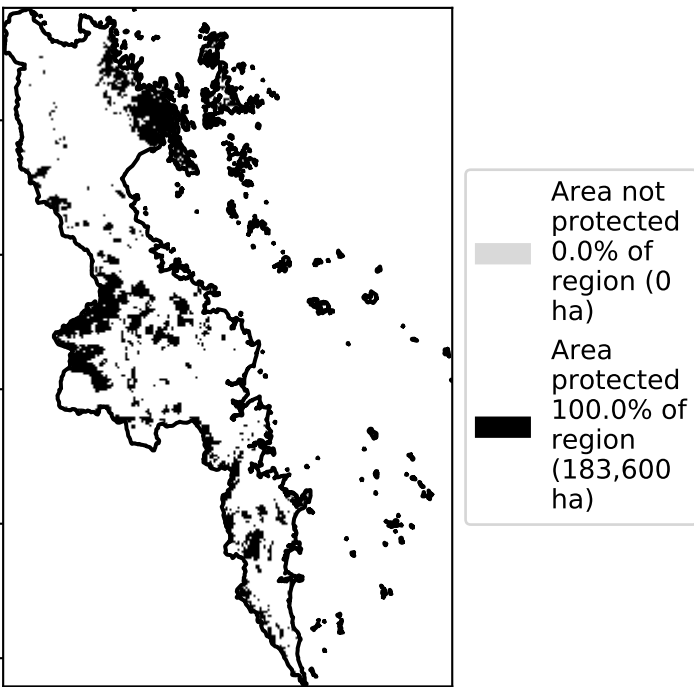 Area not
protected
0.0% of
region (0
ha)
Area
protected
100.0% of
region
(183,600
ha)